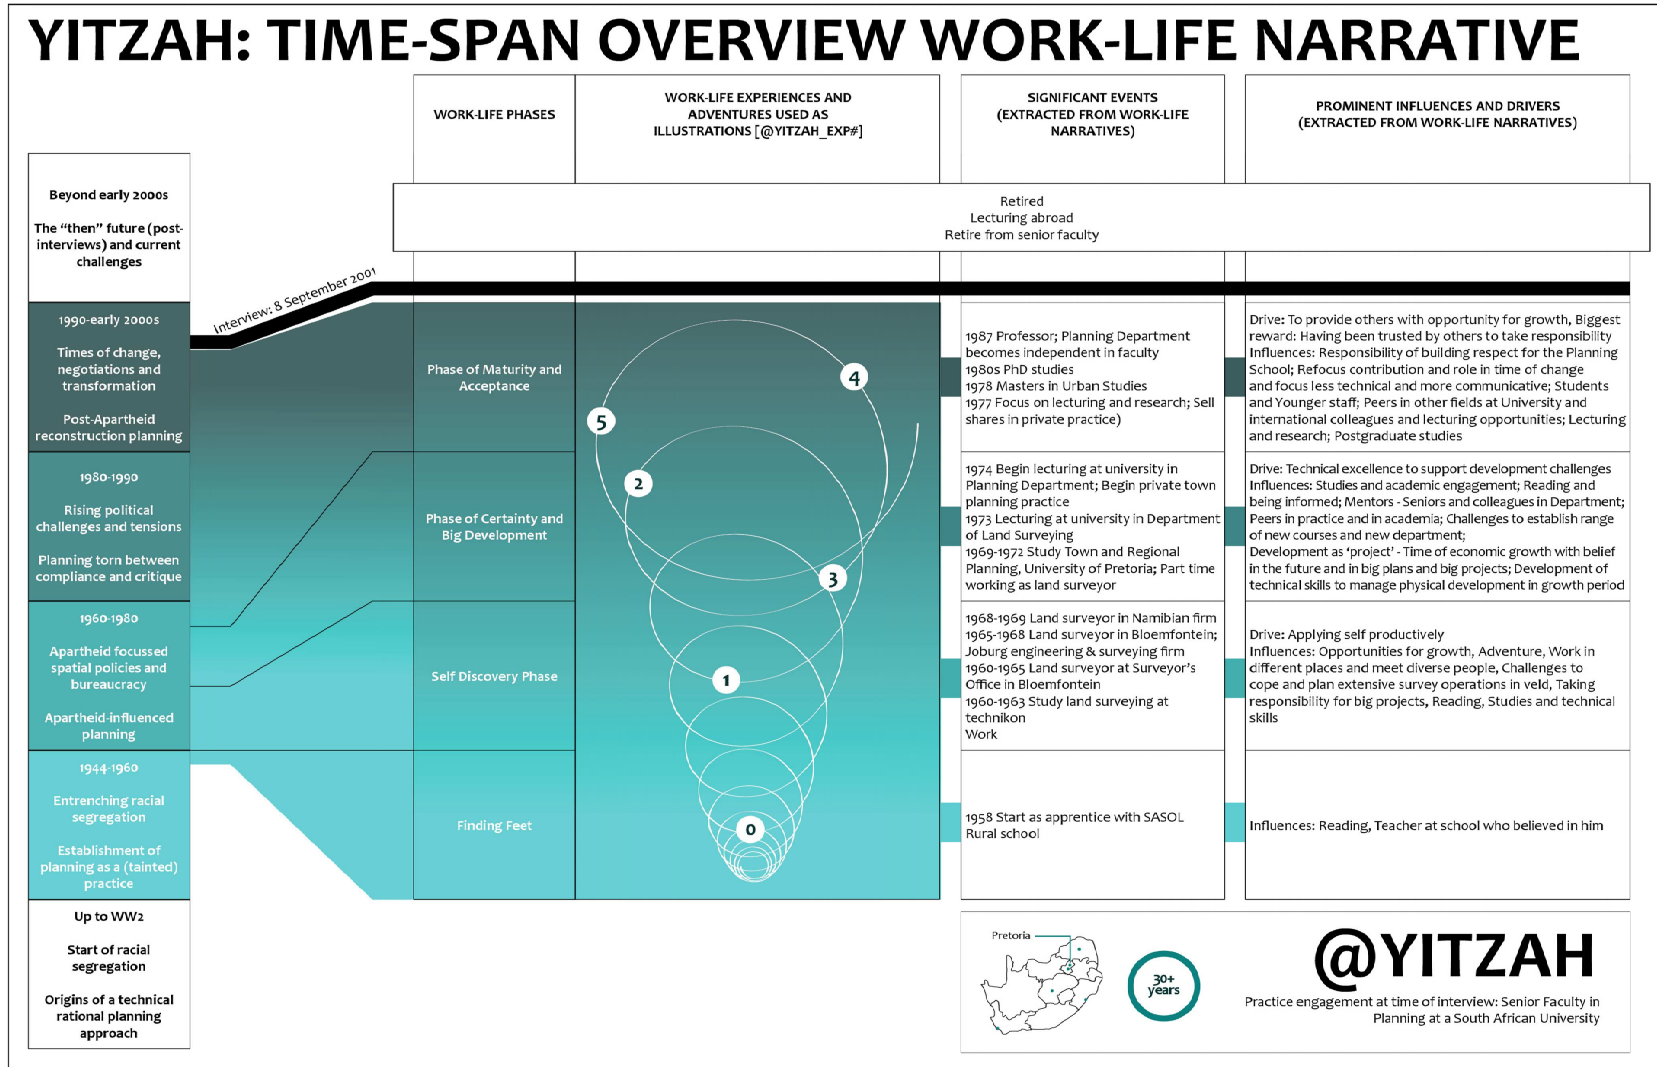 YITZAH: TIME-SPAN OVERVIEW WORK-LIFE NARRATIVE
WORK-LIFE PHASES
WORK-LIFE EXPERIENCES AND
ADVENTURES USED AS
ILLUSTRATIONS [@YITZAH_EXP#]
SIGNIFICANT EVENTS
(EXTRACTED FROM WORK-LIFE
NARRATIVES)
PROMINENT INFLUENCES AND DRIVERS
(EXTRACTED FROM WORK-LIFE NARRATIVES)
Beyond early 2000s
The “then” future (post-
interviews) and current
challenges
Retired
Lecturing abroad
Retire from senior faculty
Interview: 8 September 2001
1990-early 2000s
Times of change,
negotiations and
transformation
Post-Apartheid
reconstruction planning
Phase of Maturity and
Acceptance
4
5
1987 Professor; Planning Department
becomes independent in faculty
1980s PhD studies
1978 Masters in Urban Studies
1977 Focus on lecturing and research; Sell
shares in private practice)
Drive: To provide others with opportunity for growth, Biggest
reward: Having been trusted by others to take responsibility
Influences: Responsibility of building respect for the Planning
School; Refocus contribution and role in time of change
and focus less technical and more communicative; Students
and Younger staff; Peers in other fields at University and
international colleagues and lecturing opportunities; Lecturing
and research; Postgraduate studies
1980-1990
Rising political
challenges and tensions
Planning torn between
compliance and critique
Phase of Certainty and
Big Development
2
3
1974 Begin lecturing at university in
Planning Department; Begin private town
planning practice
1973 Lecturing at university in Department
of Land Surveying
1969-1972 Study Town and Regional
Planning, University of Pretoria; Part time
working as land surveyor
Drive: Technical excellence to support development challenges
Influences: Studies and academic engagement; Reading and
being informed; Mentors - Seniors and colleagues in Department;
Peers in practice and in academia; Challenges to establish range
of new courses and new department;
Development as ‘project’ - Time of economic growth with belief
in the future and in big plans and big projects; Development of
technical skills to manage physical development in growth period
1960-1980
Apartheid focussed
spatial policies and
bureaucracy
Apartheid-influenced
planning
Self Discovery Phase
1
1968-1969 Land surveyor in Namibian firm
1965-1968 Land surveyor in Bloemfontein;
Joburg engineering & surveying firm
1960-1965 Land surveyor at Surveyor’s
Office in Bloemfontein
1960-1963 Study land surveying at
technikon
Work
Drive: Applying self productively
Influences: Opportunities for growth, Adventure, Work in
different places and meet diverse people, Challenges to
cope and plan extensive survey operations in veld, Taking
responsibility for big projects, Reading, Studies and technical
skills
1944-1960
Entrenching racial
segregation
Establishment of
planning as a (tainted)
practice
Finding Feet
0
1958 Start as apprentice with SASOL
Rural school
Influences: Reading, Teacher at school who believed in him
Up to WW2
Start of racial
segregation
Origins of a technical
rational planning
approach
Pretoria
30+
years
@YITZAH
Practice engagement at time of interview: Senior Faculty in
Planning at a South African University